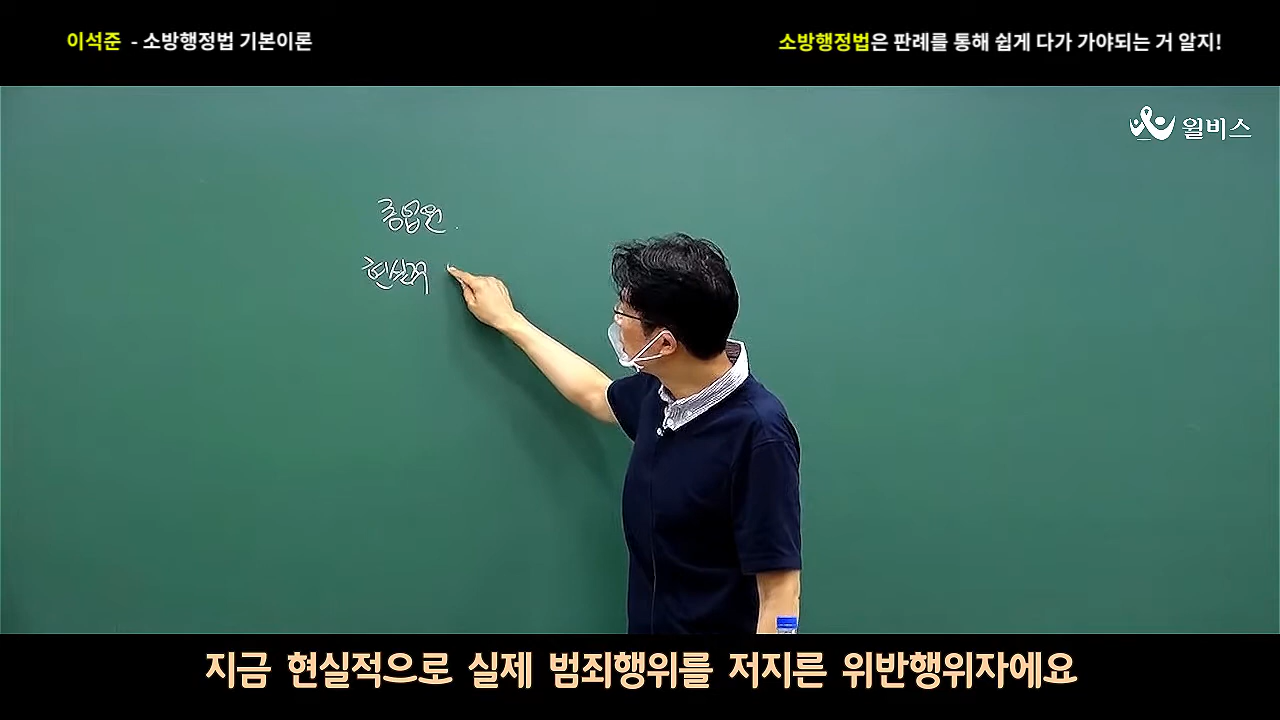 이석준 - 소방행정법 기본이론
소방행정법은 판례를 통해 쉽게 다가 가야되는 거 알지!
윌비스
종업원
지금 현실적으로 실제 범죄행위를 저지른 위반행위자에요